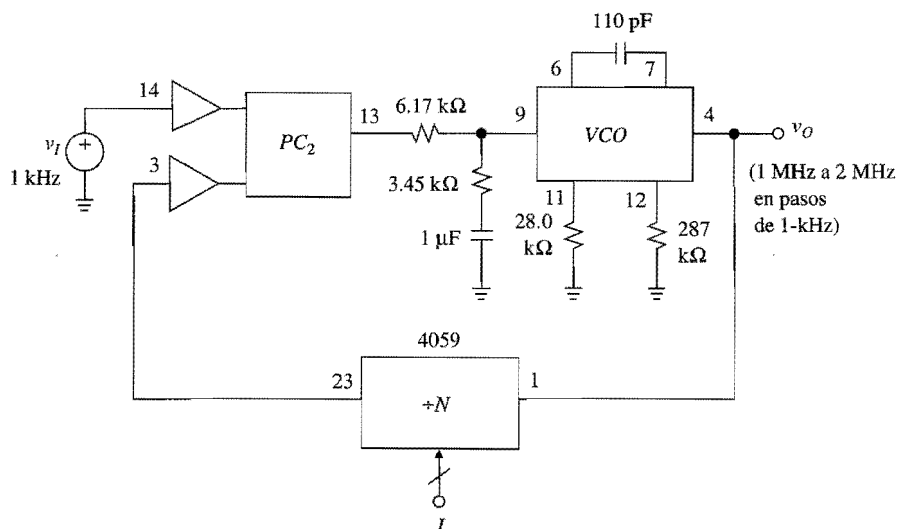 110 pF
6
7
14
13
6.17 kΩ
9
VCO
4
v_O
PC₂
v_I
+
1 kHz
3
3.45 kΩ
11
12
(1 MHz a 2 MHz
en pasos
de 1-kHz)
1 μF
28.0
kΩ
287
kΩ
4059
23
÷N
1